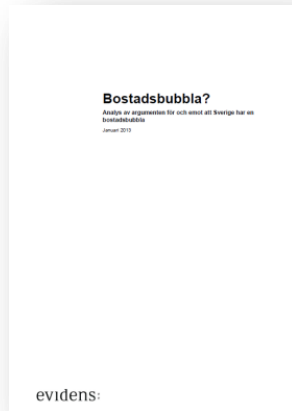 Bostadsbubbla?
Analys av argumenten för och emot att Sverige har en
bostadsbubbla
Januari 2013
evidens: